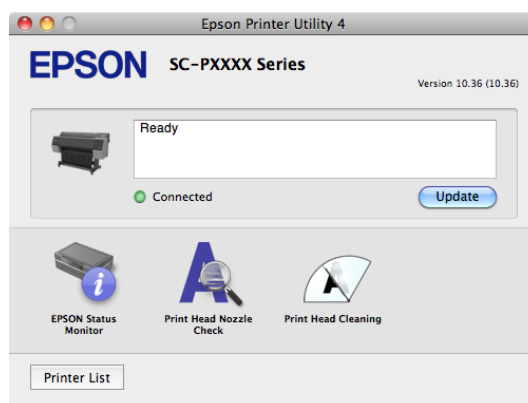 Epson Printer Utility 4
EPSON
SC-PXXXX Series
Version 10.36 (10.36)
Ready
Connected
Update
EPSON Status
Monitor
Print Head Nozzle
Check
Print Head Cleaning
Printer List